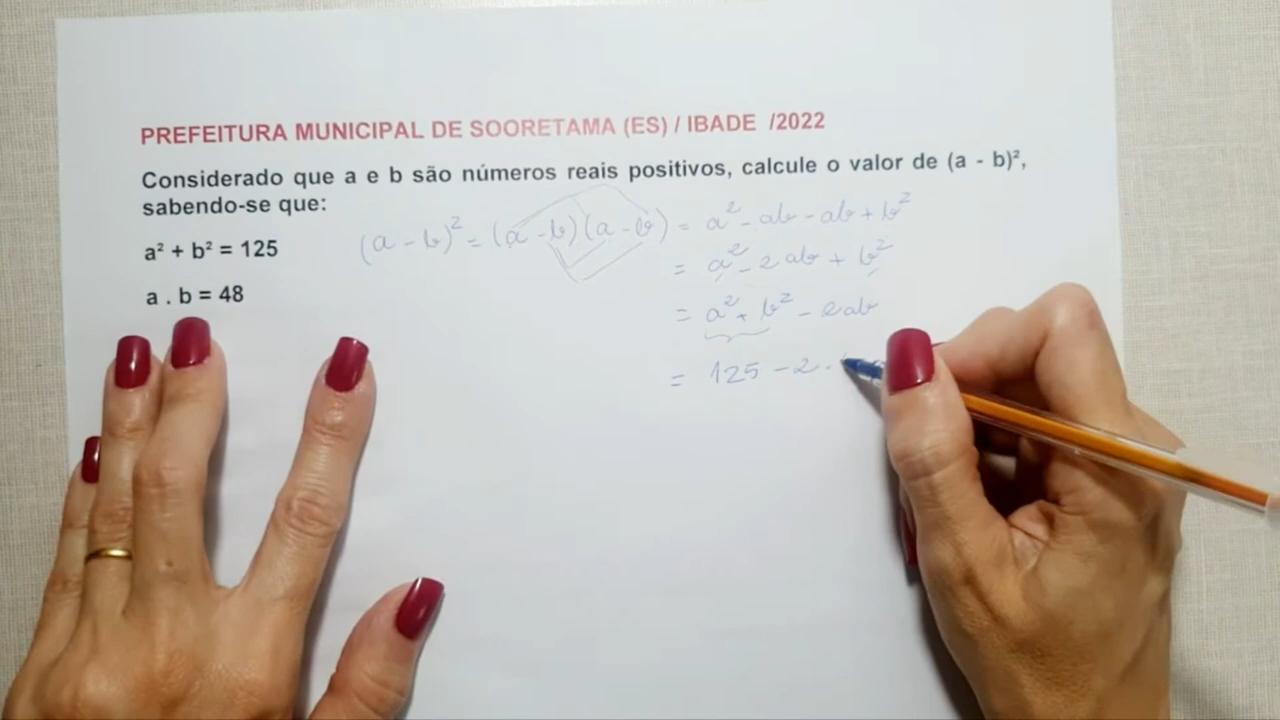 PREFEITURA MUNICIPAL DE SOORETAMA (ES) / IBADE /2022
Considerado que a e b são números reais positivos, calcule o valor de (a - b)²,
sabendo-se que:
a² + b² = 125
a . b = 48
(a - b)² = (a - b)(a - b) = a² - ab - ab + b²
= a² - 2ab + b²
= a² + b² - 2ab
= 125 - 2 .